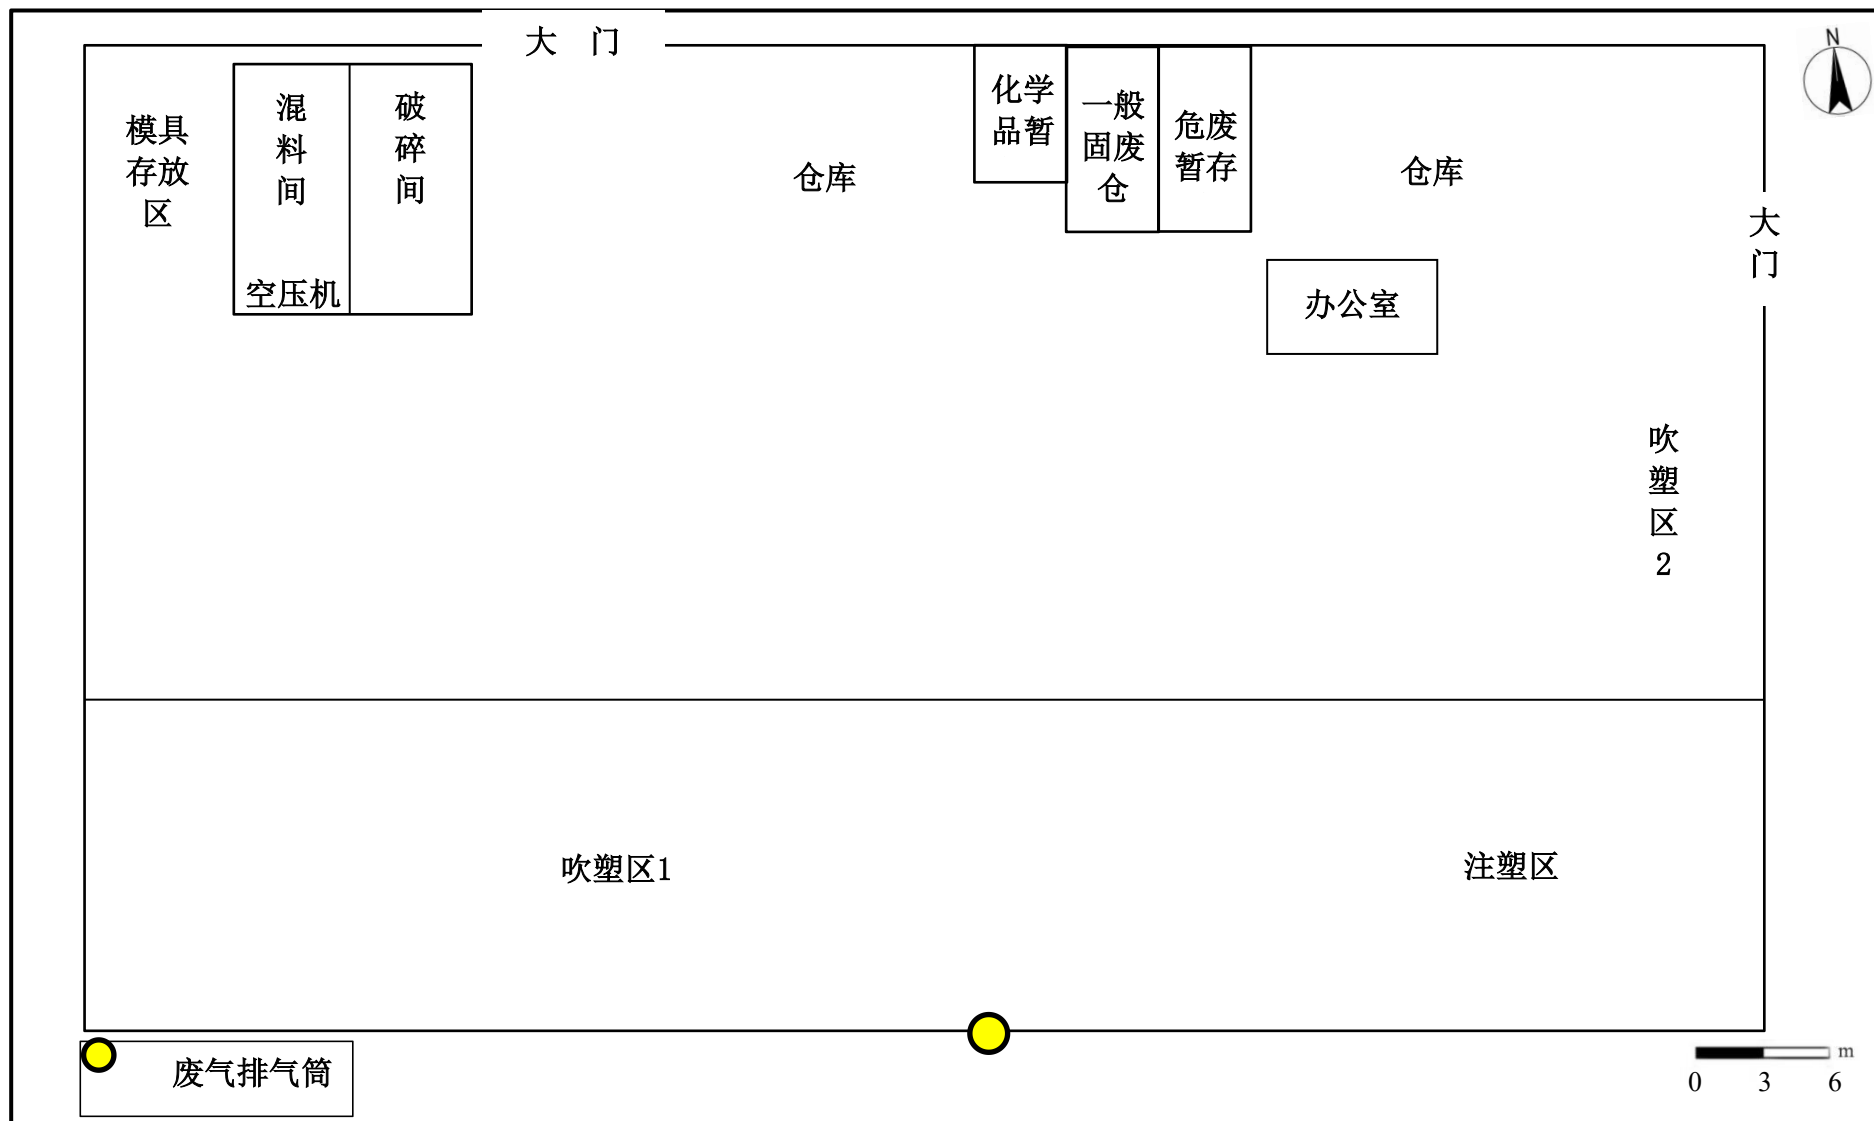 大 门
N
模具
存放
区
混
料
间
空压机
破
碎
间
仓库
化学
品暂
一般
固废
仓
危废
暂存
仓库
大
门
办公室
吹
塑
区
2
吹塑区1
注塑区
废气排气筒
m
0 3 6